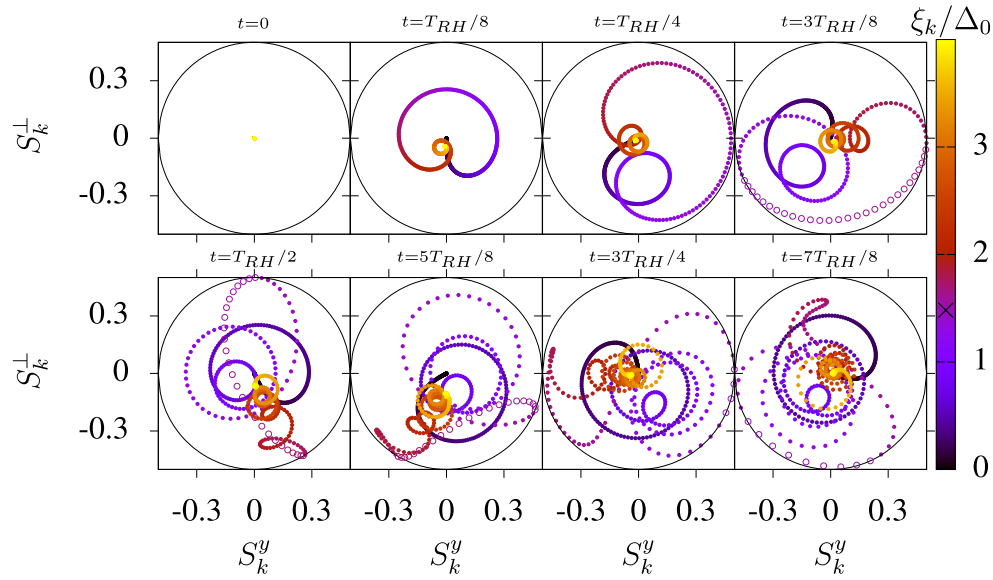 t=0 t=T_RH/8 t=T_RH/4 t=3T_RH/8 ξ_k/Δ_0
0.3
S_k^⊥ 0
-0.3
3
2
t=T_RH/2 t=5T_RH/8 t=3T_RH/4 t=7T_RH/8
0.3
S_k^⊥ 0
-0.3
1
0
-0.3 0 0.3 -0.3 0 0.3 -0.3 0 0.3 -0.3 0 0.3
S_k^y S_k^y S_k^y S_k^y